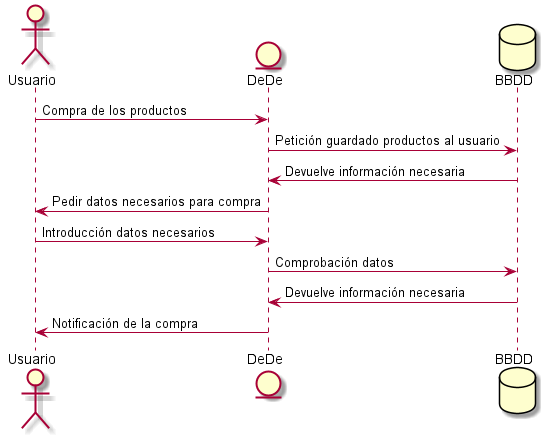 Usuario
DeDe
BBDD
Compra de los productos
Petición guardado productos al usuario
Devuelve información necesaria
Pedir datos necesarios para compra
Introducción datos necesarios
Comprobación datos
Devuelve información necesaria
Notificación de la compra
Usuario
DeDe
BBDD